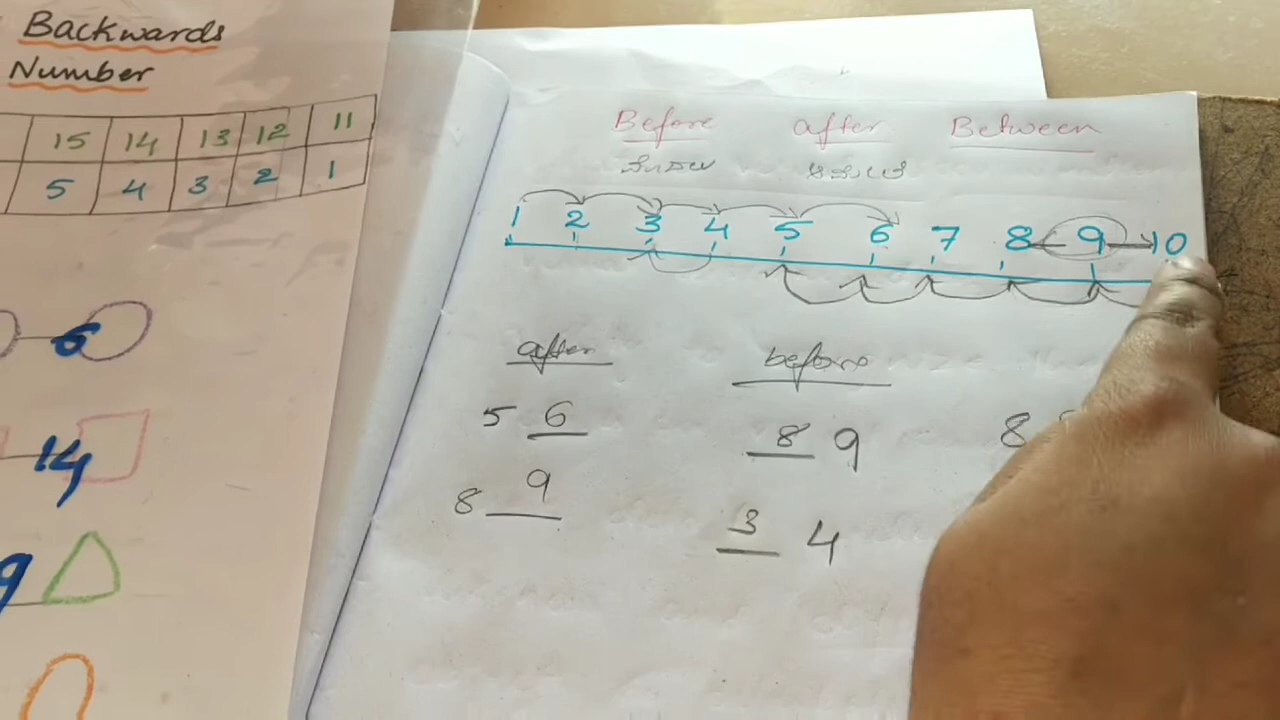 Backwards
Number
15 14 13 12 11
5 4 3 2 1
6
14
9
Before after Between
1 2 3 4 5 6 7 8 9 10
after before
5 6
8 9
8 9
3 4
8